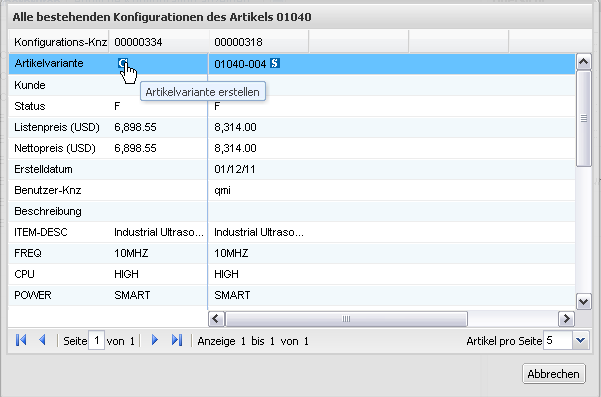 Alle bestehenden Konfigurationen des Artikels 01040
Konfigurations-Knz 00000334 00000318
Artikelvariante 01040-004 S
Artikelvariante erstellen
Kunde
Status F F
Listenpreis (USD) 6,898.55 8,314.00
Nettopreis (USD) 6,898.55 8,314.00
Erstelldatum 01/12/11
Benutzer-Knz qmi
Beschreibung
ITEM-DESC Industrial Ultraso... Industrial Ultraso...
FREQ 10MHZ 10MHZ
CPU HIGH HIGH
POWER SMART SMART
Seite 1 von 1 Anzeige 1 bis 1 von 1 Artikel pro Seite 5
Abbrechen